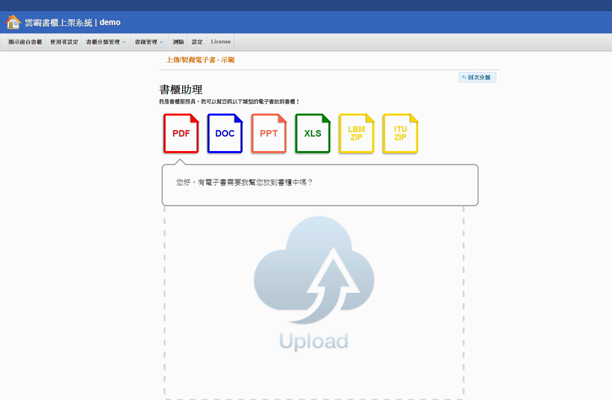 雲端書櫃上架系統 | demo
顯示前台書櫃 使用者設定 書櫃分類管理 書籍管理 測驗 設定 License
上傳/製做電子書 - 示範
回次分類
書櫃助理
我是書櫃服務員，我可以幫您將以下類型的電子書放到書櫃！
PDF DOC PPT XLS LBM ZIP ITU ZIP
您好，有電子書需要我幫您放到書櫃中嗎？
Upload